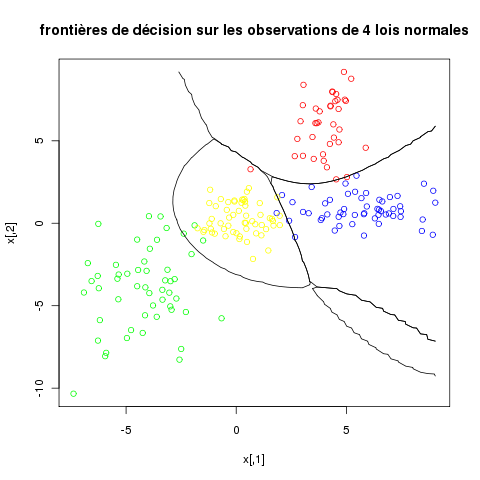 frontières de décision sur les observations de 4 lois normales
x[,2]
5
0
-5
-10
-5
0
5
x[,1]